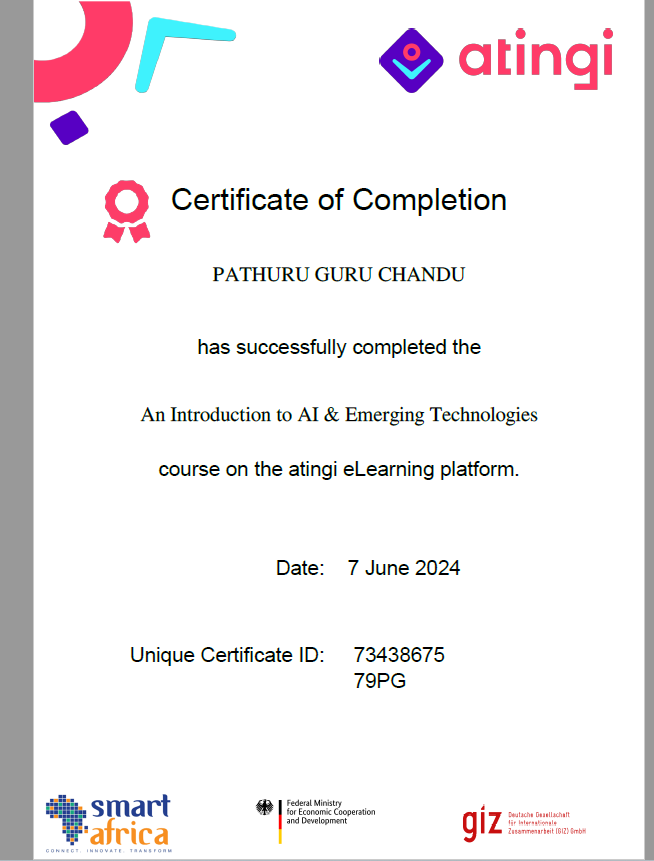 atingi
Certificate of Completion
PATHURU GURU CHANDU
has successfully completed the
An Introduction to AI & Emerging Technologies
course on the atingi eLearning platform.
Date: 7 June 2024
Unique Certificate ID: 73438675
79PG
smart
africa
CONNECT. INNOVATE. TRANSFORM
Federal Ministry
for Economic Cooperation
and Development
giz
Deutsche Gesellschaft
für Internationale
Zusammenarbeit (GIZ) GmbH